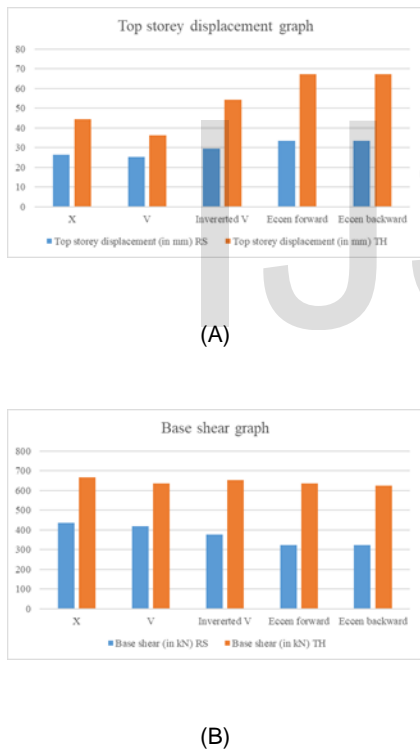 Top storey displacement graph
80
70
60
50
40
30
20
10
0
X V Invererted V Eccen forward Eccen backward
Top storey displacement (in mm) RS Top storey displacement (in mm) TH
(A)
Base shear graph
800
700
600
500
400
300
200
100
0
X V Invererted V Eccen forward Eccen backward
Base shear (in kN) RS Base shear (in kN) TH
(B)